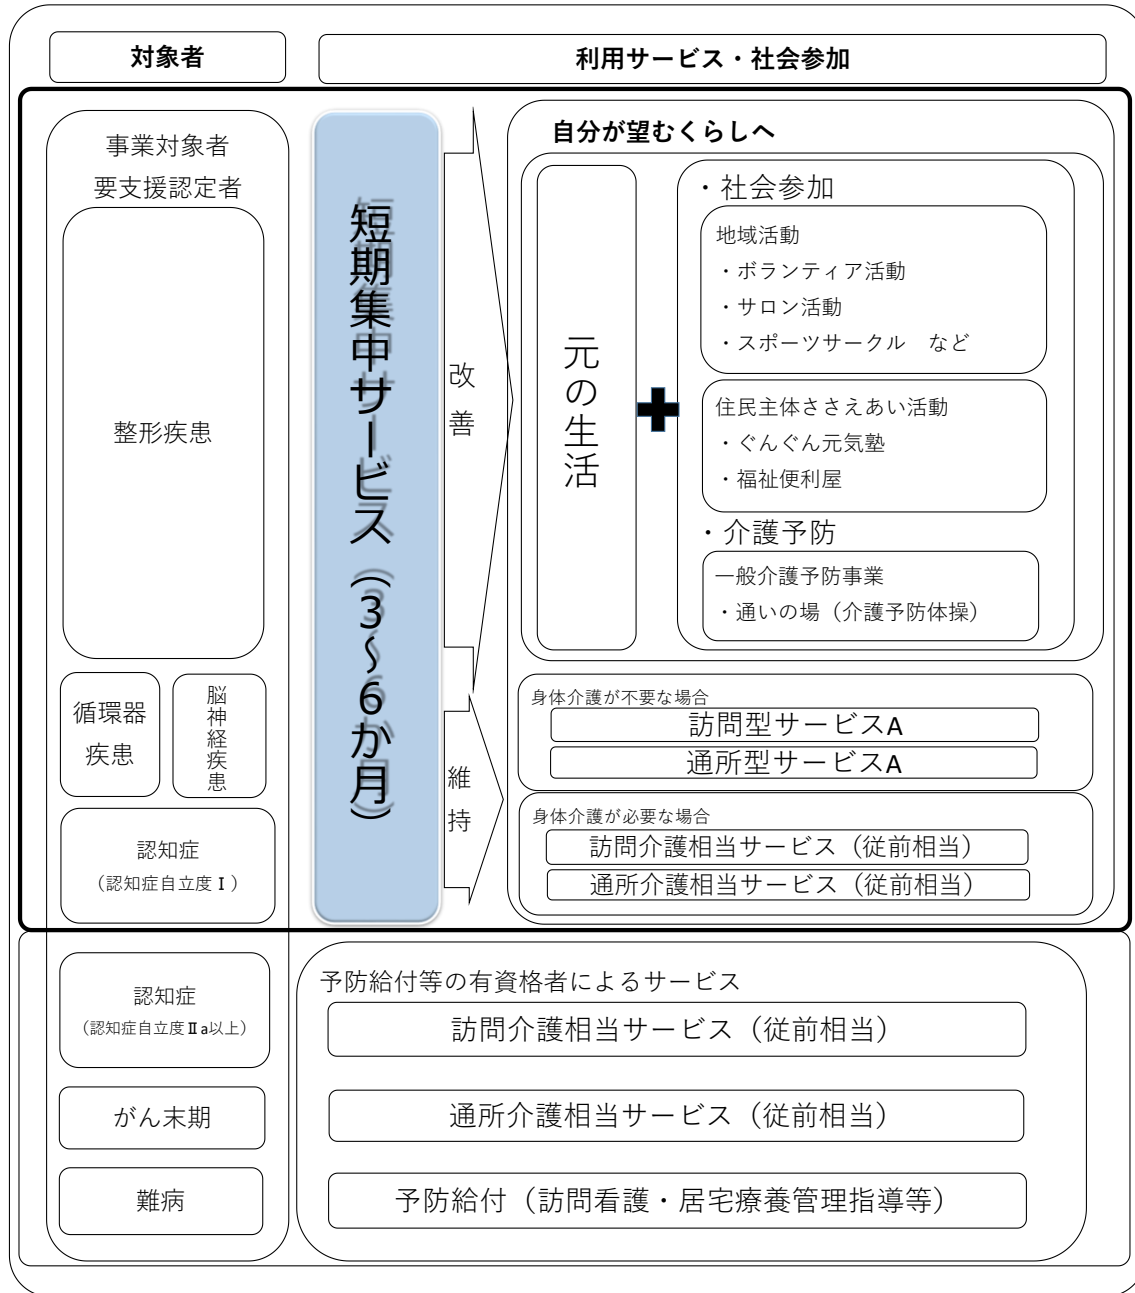 対象者
利用サービス・社会参加
事業対象者
要支援認定者
整形疾患
循環器
疾患
脳神経疾患
認知症
（認知症自立度Ⅰ）
短期集中サービス（3～6か月）
改善
維持
自分が望むくらしへ
元の生活
・社会参加
地域活動
・ボランティア活動
・サロン活動
・スポーツサークル　など
住民主体ささえあい活動
・ぐんぐん元気塾
・福祉便利屋
・介護予防
一般介護予防事業
・通いの場（介護予防体操）
身体介護が不要な場合
訪問型サービスA
通所型サービスA
身体介護が必要な場合
訪問介護相当サービス（従前相当）
通所介護相当サービス（従前相当）
認知症
（認知症自立度Ⅱa以上）
がん末期
難病
予防給付等の有資格者によるサービス
訪問介護相当サービス（従前相当）
通所介護相当サービス（従前相当）
予防給付（訪問看護・居宅療養管理指導等）